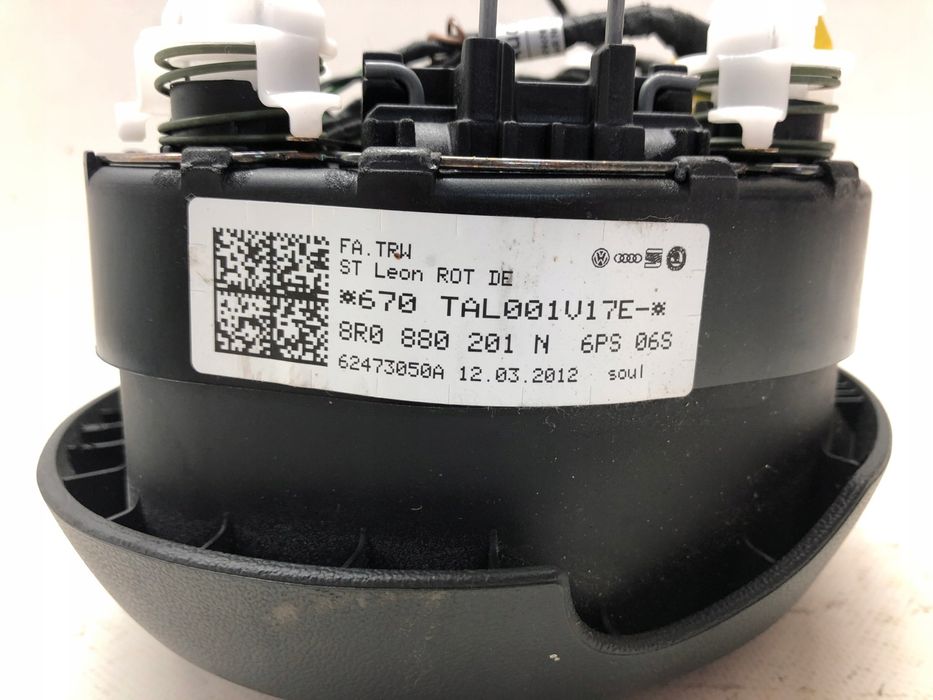 FA.TRW
ST Leon ROT DE
*670 TAL001V17E-*
8R0 880 201 N 6PS 06S
62473050A 12.03.2012 soul